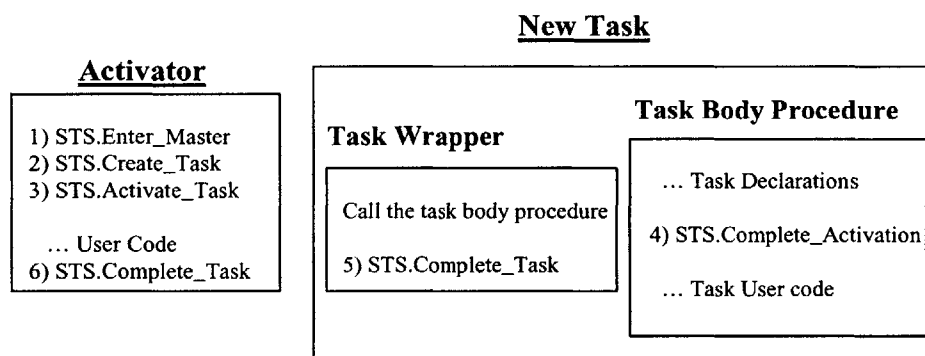 New Task
Activator
1) STS.Enter_Master
2) STS.Create_Task
3) STS.Activate_Task
... User Code
6) STS.Complete_Task
Task Wrapper
Call the task body procedure
5) STS.Complete_Task
Task Body Procedure
... Task Declarations
4) STS.Complete_Activation
... Task User code